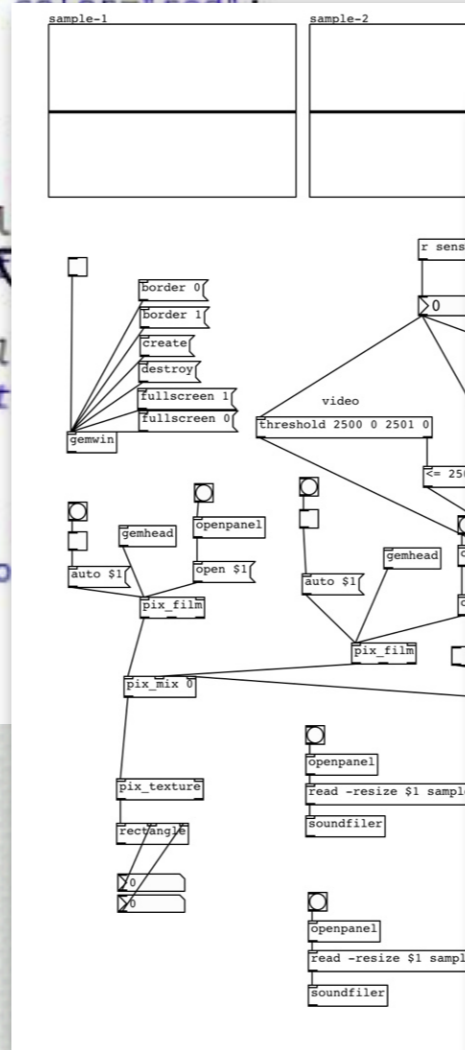 sample-1
sample-2
r sens
0
border 0
border 1
create
destroy
fullscreen 1
fullscreen 0
gemwin
video
threshold 2500 0 2501 0
<= 250
openpanel
gemhead
auto $1
open $1
pix_film
gemhead
auto $1
pix_film
pix_mix 0
openpanel
read -resize $1 sample
soundfiler
pix_texture
rectangle
0
0
openpanel
read -resize $1 sampl
soundfiler